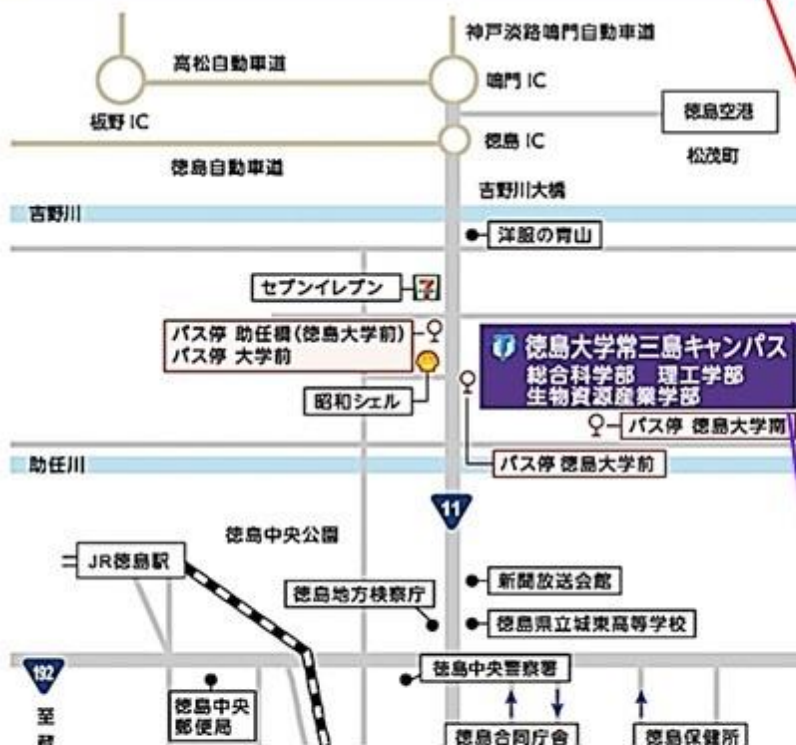 神戸淡路鳴門自動車道
高松自動車道
鳴門 IC
板野 IC
徳島空港
徳島 IC
松茂町
徳島自動車道
吉野川大橋
吉野川
洋服の青山
セブンイレブン
7
バス停 助任橋(徳島大学前)
バス停 大学前
徳島大学常三島キャンパス
総合科学部 理工学部
生物資源産業学部
昭和シェル
バス停 徳島大学南
バス停 徳島大学前
助任川
11
徳島中央公園
JR徳島駅
新聞放送会館
徳島地方検察庁
徳島県立城東高等学校
192
徳島中央警察署
至
徳島中央
郵便局
徳島合同庁舎
徳島保健所